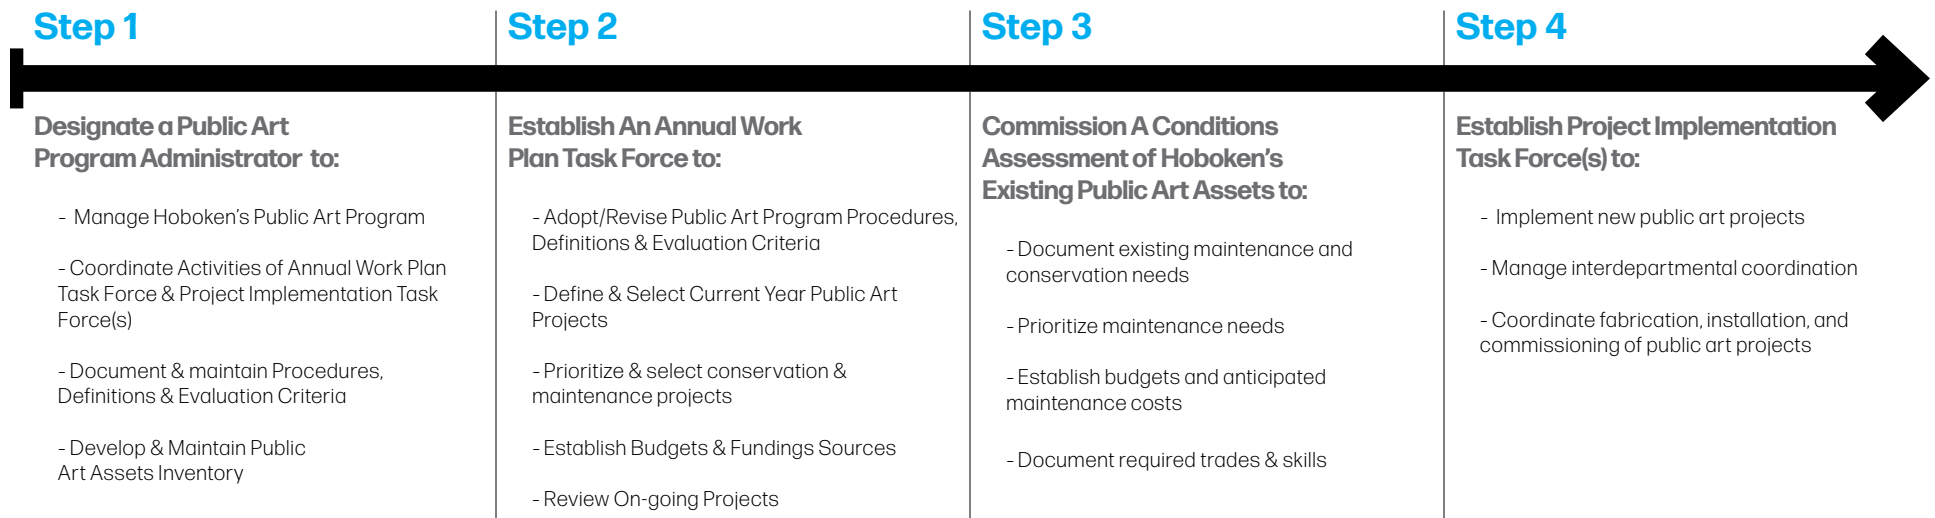 Step 1
Designate a Public Art
Program Administrator to:
- Manage Hoboken's Public Art Program
- Coordinate Activities of Annual Work Plan
Task Force & Project Implementation Task
Force(s)
- Document & maintain Procedures,
Definitions & Evaluation Criteria
- Develop & Maintain Public
Art Assets Inventory
Step 2
Establish An Annual Work
Plan Task Force to:
- Adopt/Revise Public Art Program Procedures,
Definitions & Evaluation Criteria
- Define & Select Current Year Public Art
Projects
- Prioritize & select conservation &
maintenance projects
- Establish Budgets & Fundings Sources
- Review On-going Projects
Step 3
Commission A Conditions
Assessment of Hoboken's
Existing Public Art Assets to:
- Document existing maintenance and
conservation needs
- Prioritize maintenance needs
- Establish budgets and anticipated
maintenance costs
- Document required trades & skills
Step 4
Establish Project Implementation
Task Force(s) to:
- Implement new public art projects
- Manage interdepartmental coordination
- Coordinate fabrication, installation, and
commissioning of public art projects